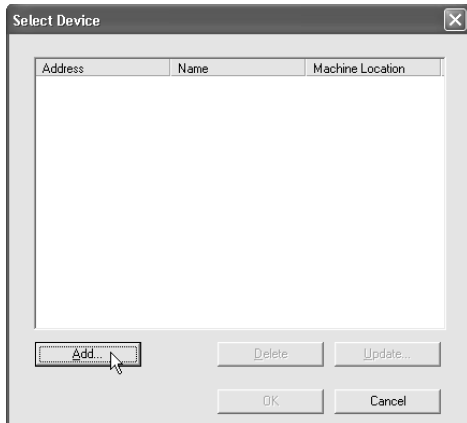 Select Device
Address Name Machine Location
Add...
Delete
Update...
OK
Cancel